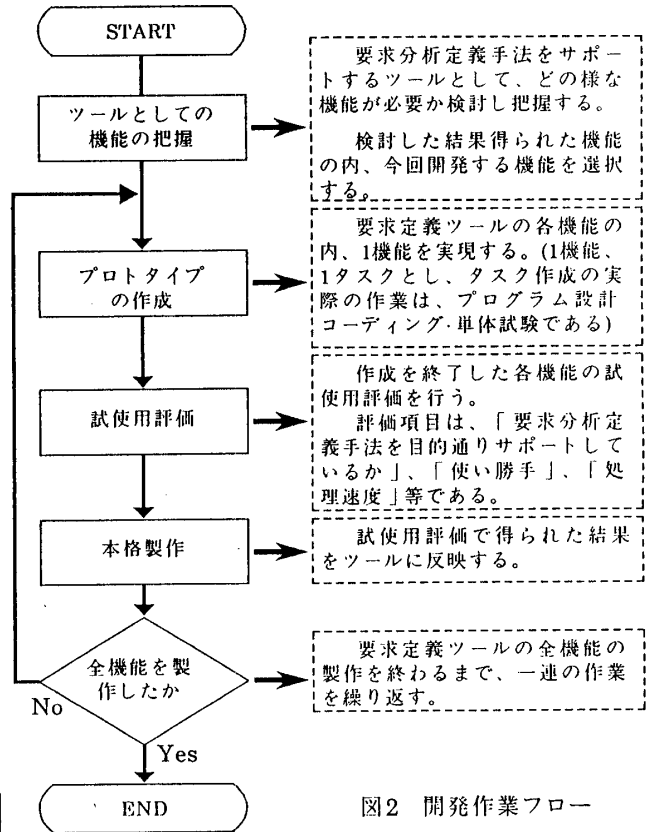 START
ツールとしての
機能の把握
要求分析定義手法をサポー
トするツールとして、どの様な
機能が必要か検討し把握する。
検討した結果得られた機能
の内、今回開発する機能を選択
する。
プロトタイプ
の作成
要求定義ツールの各機能の
内、1機能を実現する。(1機能、
1タスクとし、タスク作成の実
際の作業は、プログラム設計
コーディング·単体試験である)
試使用評価
作成を終了した各機能の試
使用評価を行う。
評価項目は、「要求分析定
義手法を目的通りサポートして
いるか」、「使い勝手」、「処
理速度」等である。
本格製作
試使用評価で得られた結果
をツールに反映する。
全機能を製
作したか
要求定義ツールの全機能の
製作を終わるまで、一連の作業
を繰り返す。
No
Yes
END
図2 開発作業フロー